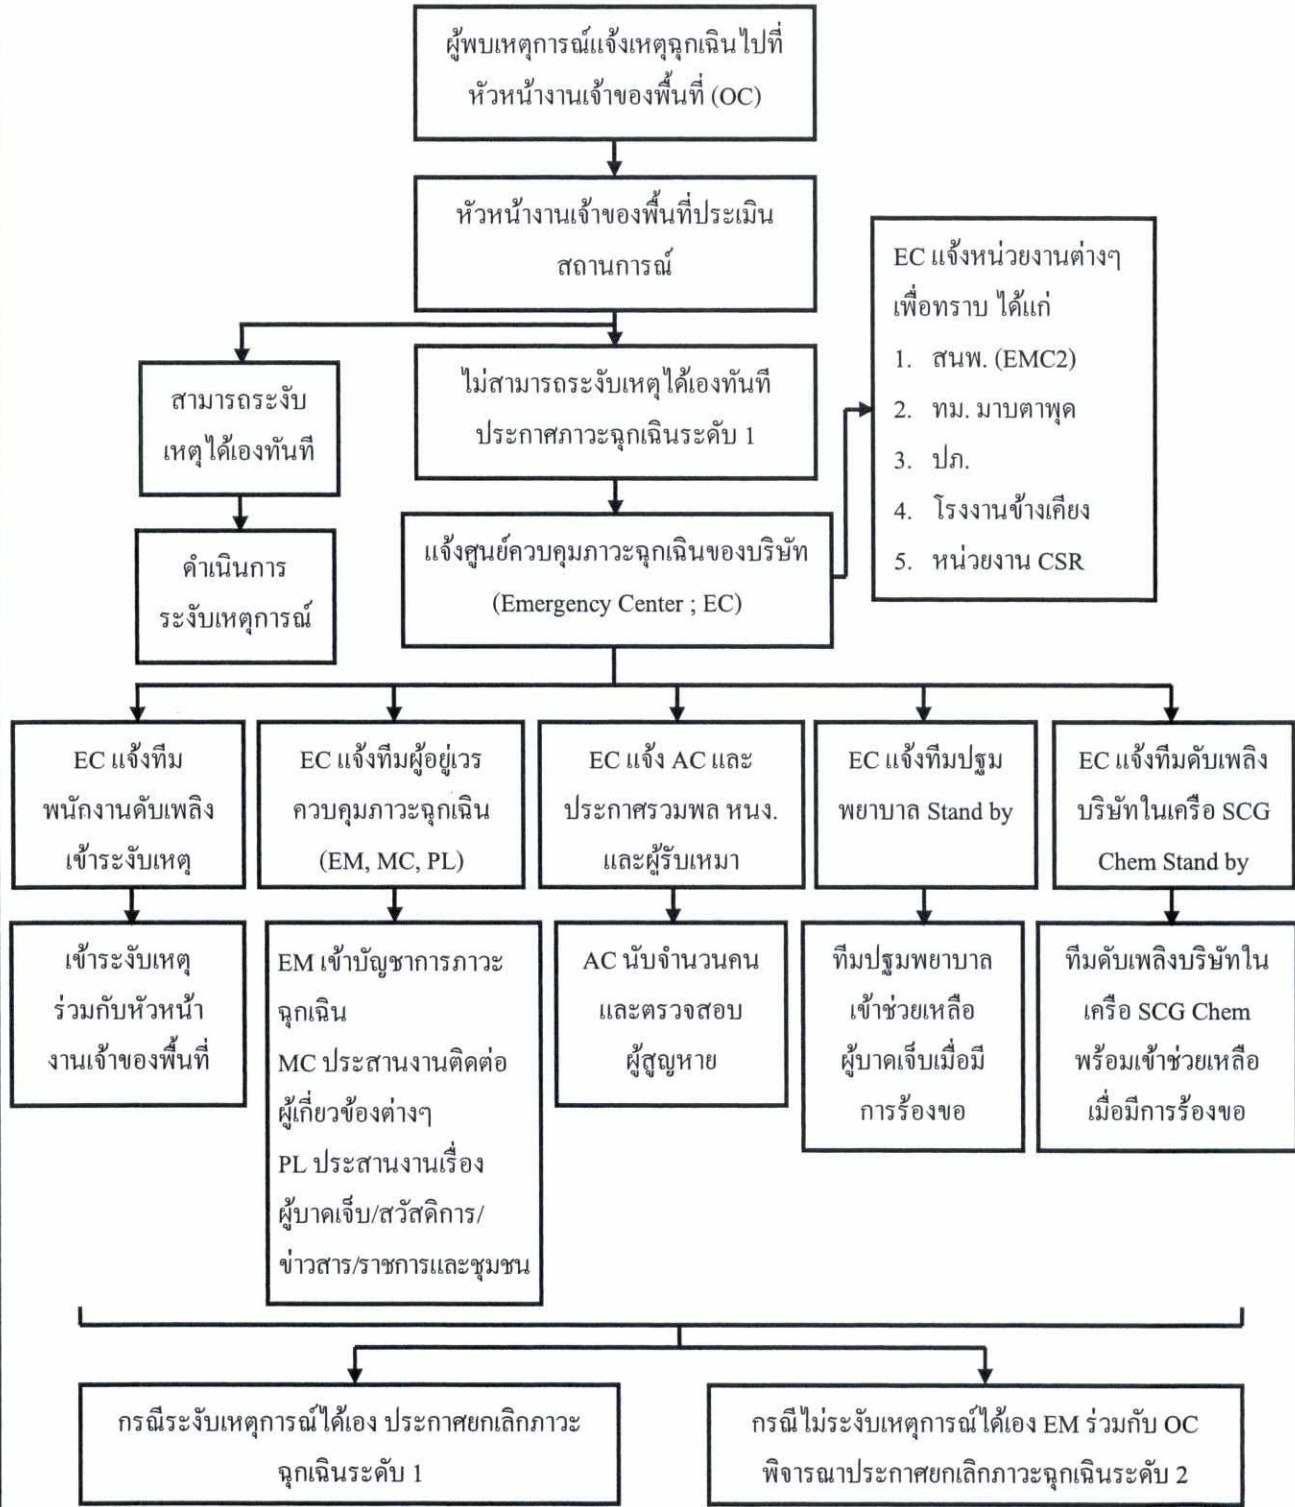 ผู้พบเหตุการณ์แจ้งเหตุฉุกเฉินไปที่
หัวหน้างานเจ้าของพื้นที่ (OC)
หัวหน้างานเจ้าของพื้นที่ประเมิน
สถานการณ์
EC แจ้งหน่วยงานต่างๆ
เพื่อทราบ ได้แก่
1. สนพ. (EMC2)
2. ทม. มาบตาพุด
3. ปภ.
4. โรงงานข้างเคียง
5. หน่วยงาน CSR
สามารถระงับ
เหตุได้เองทันที
ไม่สามารถระงับเหตุได้เองทันที
ประกาศภาวะฉุกเฉินระดับ 1
ดำเนินการ
ระงับเหตุการณ์
แจ้งศูนย์ควบคุมภาวะฉุกเฉินของบริษัท
(Emergency Center ; EC)
EC แจ้งทีม
พนักงานดับเพลิง
เข้าระงับเหตุ
EC แจ้งทีมผู้อยู่เวร
ควบคุมภาวะฉุกเฉิน
(EM, MC, PL)
EC แจ้ง AC และ
ประกาศรวมพล หนง.
และผู้รับเหมา
EC แจ้งทีมปฐม
พยาบาล Stand by
EC แจ้งทีมดับเพลิง
บริษัทในเครือ SCG
Chem Stand by
เข้าระงับเหตุ
ร่วมกับหัวหน้า
งานเจ้าของพื้นที่
EM เข้าบัญชาการภาวะ
ฉุกเฉิน
MC ประสานงานติดต่อ
ผู้เกี่ยวข้องต่างๆ
PL ประสานงานเรื่อง
ผู้บาดเจ็บ/สวัสดิการ/
ข่าวสาร/ราชการและชุมชน
AC นับจำนวนคน
และตรวจสอบ
ผู้สูญหาย
ทีมปฐมพยาบาล
เข้าช่วยเหลือ
ผู้บาดเจ็บเมื่อมี
การร้องขอ
ทีมดับเพลิงบริษัทใน
เครือ SCG Chem
พร้อมเข้าช่วยเหลือ
เมื่อมีการร้องขอ
กรณีระงับเหตุการณ์ได้เอง ประกาศยกเลิกภาวะ
ฉุกเฉินระดับ 1
กรณีไม่ระงับเหตุการณ์ได้เอง EM ร่วมกับ OC
พิจารณาประกาศยกเลิกภาวะฉุกเฉินระดับ 2